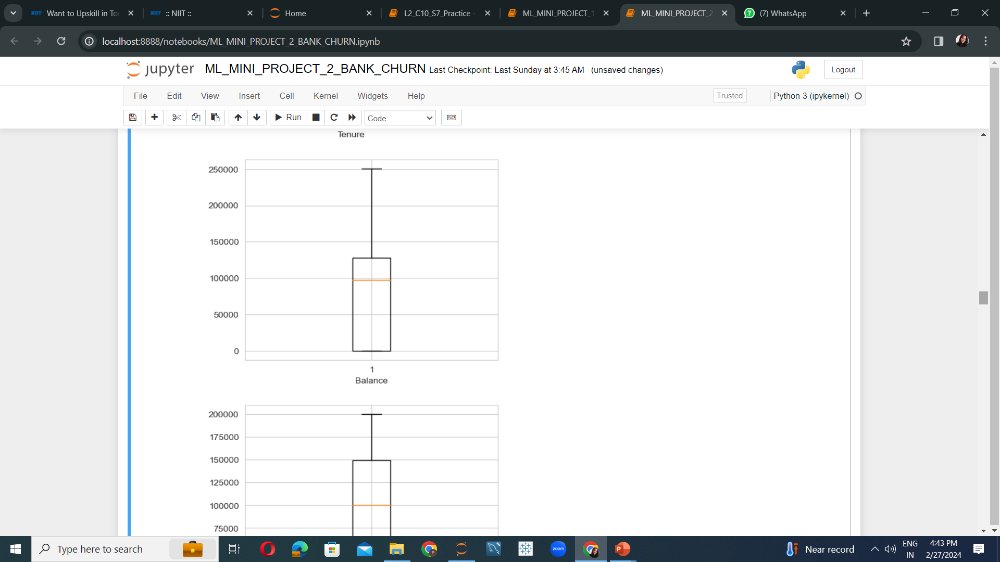 Want to Upskill in Too
:: NIIT ::
Home
L2_C10_S7_Practice -
ML_MINI_PROJECT_1
ML_MINI_PROJECT_2
(7) WhatsApp
localhost:8888/notebooks/ML_MINI_PROJECT_2_BANK_CHURN.ipynb
jupyter ML_MINI_PROJECT_2_BANK_CHURN Last Checkpoint: Last Sunday at 3:45 AM (unsaved changes)
Logout
File Edit View Insert Cell Kernel Widgets Help
Trusted
Python 3 (ipykernel)
Run
Code
Tenure
250000
200000
150000
100000
50000
0
1
Balance
200000
175000
150000
125000
100000
75000
Type here to search
zoom
Near record
ENG
IN
4:43 PM
2/27/2024